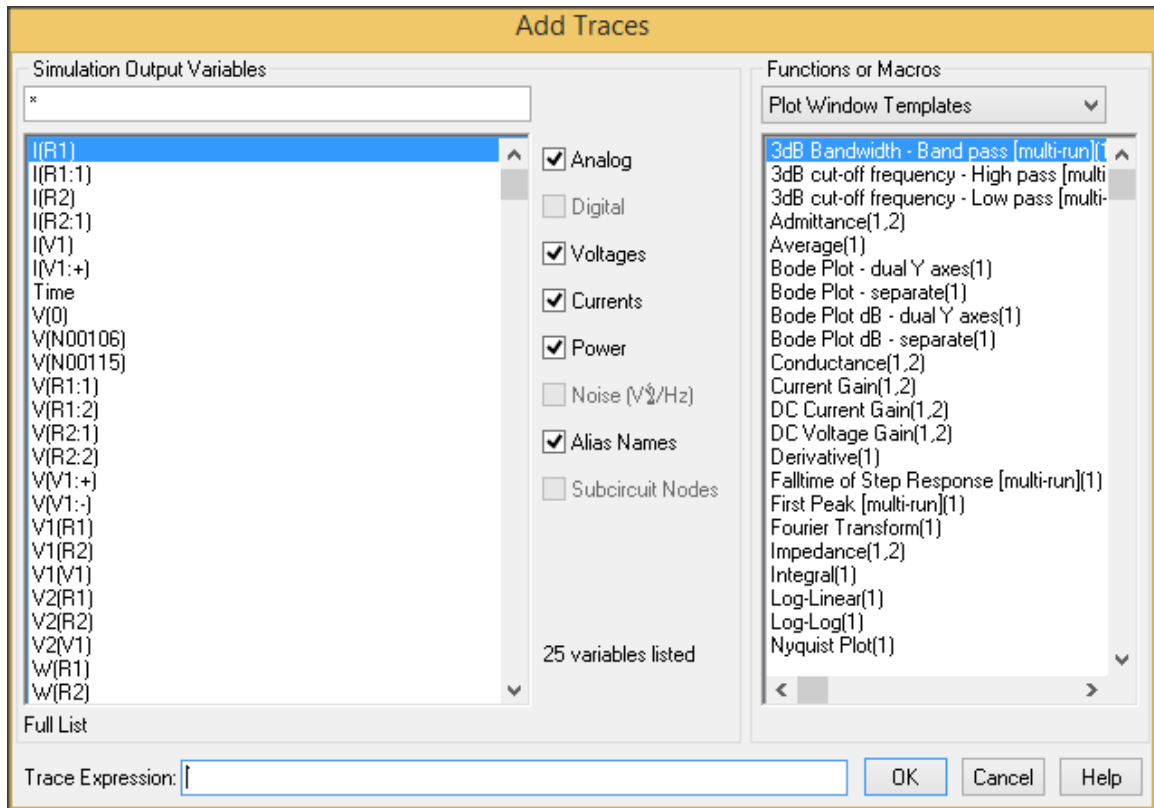 Add Traces
Simulation Output Variables
*
I(R1)
I(R1:1)
I(R2)
I(R2:1)
I(V1)
I(V1:+)
Time
V(0)
V(N00106)
V(N00115)
V(R1:1)
V(R1:2)
V(R2:1)
V(R2:2)
V(V1:+)
V(V1:-)
V1(R1)
V1(R2)
V1(V1)
V2(R1)
V2(R2)
V2(V1)
W(R1)
W(R2)
Full List
Analog
Digital
Voltages
Currents
Power
Noise (V²/Hz)
Alias Names
Subcircuit Nodes
25 variables listed
Functions or Macros
Plot Window Templates
3dB Bandwidth - Band pass [multi-run](1
3dB cut-off frequency - High pass [multi
3dB cut-off frequency - Low pass [multi-
Admittance(1,2)
Average(1)
Bode Plot - dual Y axes(1)
Bode Plot - separate(1)
Bode Plot dB - dual Y axes(1)
Bode Plot dB - separate(1)
Conductance(1,2)
Current Gain(1,2)
DC Current Gain(1,2)
DC Voltage Gain(1,2)
Derivative(1)
Falltime of Step Response [multi-run](1)
First Peak [multi-run](1)
Fourier Transform(1)
Impedance(1,2)
Integral(1)
Log-Linear(1)
Log-Log(1)
Nyquist Plot(1)
Trace Expression:
OK
Cancel
Help